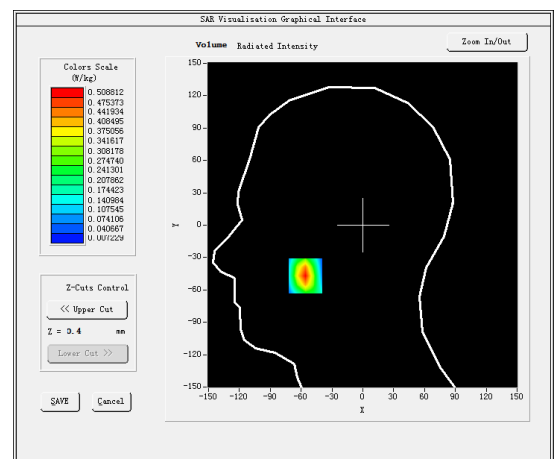 SAR Visualisation Graphical Interface
Volume Radiated Intensity
Zoom In/Out
Colors Scale
(W/kg)
0.508812
0.475373
0.441934
0.408495
0.375056
0.341617
0.308178
0.274740
0.241301
0.207862
0.174423
0.140984
0.107545
0.074106
0.040667
0.007229
Z-Cuts Control
<< Upper Cut
Z = 0.4 mm
Lower Cut >>
SAVE Cancel
150
120
90
60
30
0
-30
-60
-90
-120
-150
Y
-150 -120 -90 -60 -30 0 30 60 90 120 150
X